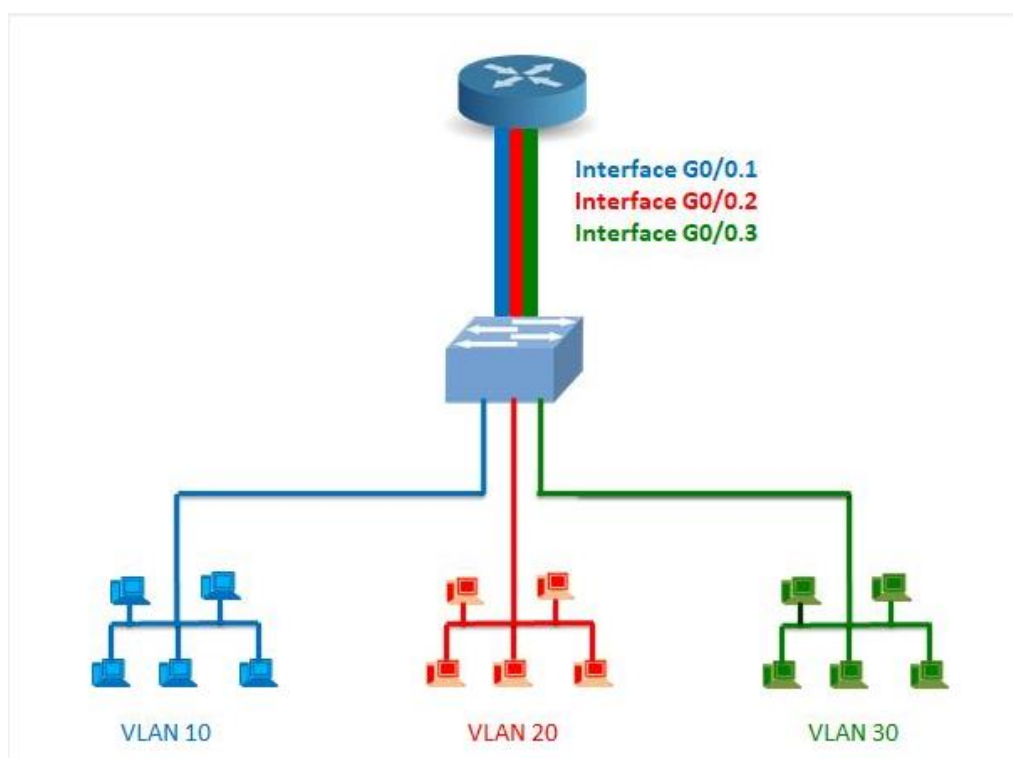 Interface G0/0.1
Interface G0/0.2
Interface G0/0.3
VLAN 10
VLAN 20
VLAN 30